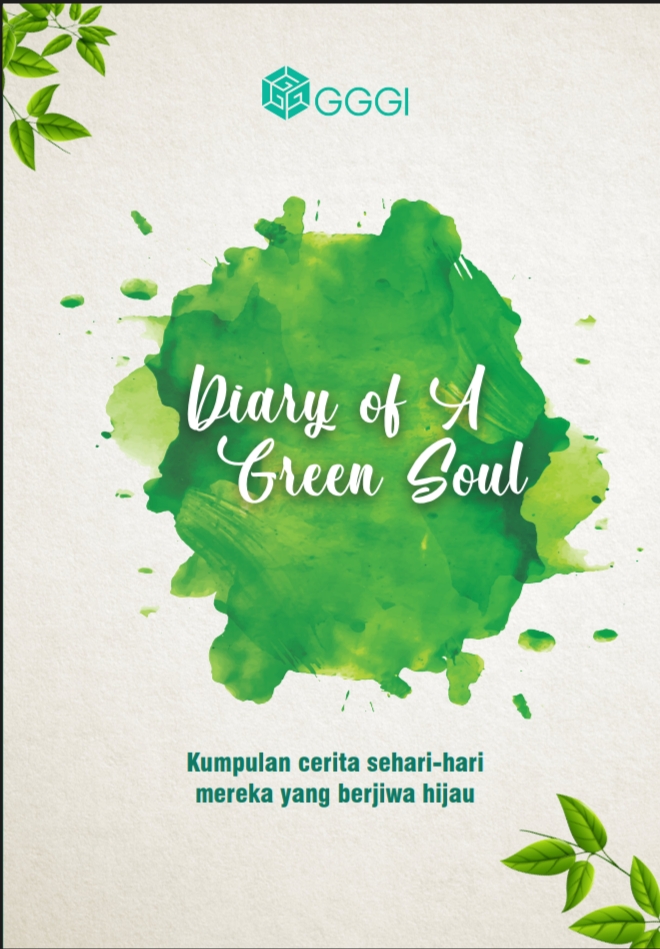 GGGI
Diary of A
Green Soul
Kumpulan cerita sehari-hari
mereka yang berjiwa hijau